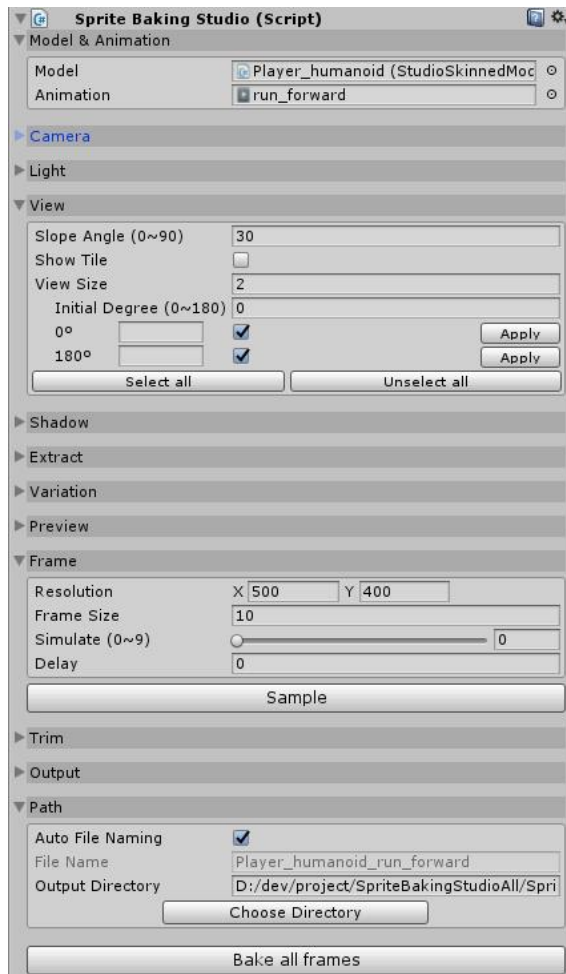 Sprite Baking Studio (Script)
Model & Animation
Model Player_humanoid (StudioSkinnedMod
Animation run_forward
Camera
Light
View
Slope Angle (0~90) 30
Show Tile
View Size 2
Initial Degree (0~180) 0
0º Apply
180º Apply
Select all Unselect all
Shadow
Extract
Variation
Preview
Frame
Resolution X 500 Y 400
Frame Size 10
Simulate (0~9) 0
Delay 0
Sample
Trim
Output
Path
Auto File Naming
File Name Player_humanoid_run_forward
Output Directory D:/dev/project/SpriteBakingStudioAll/Spri
Choose Directory
Bake all frames